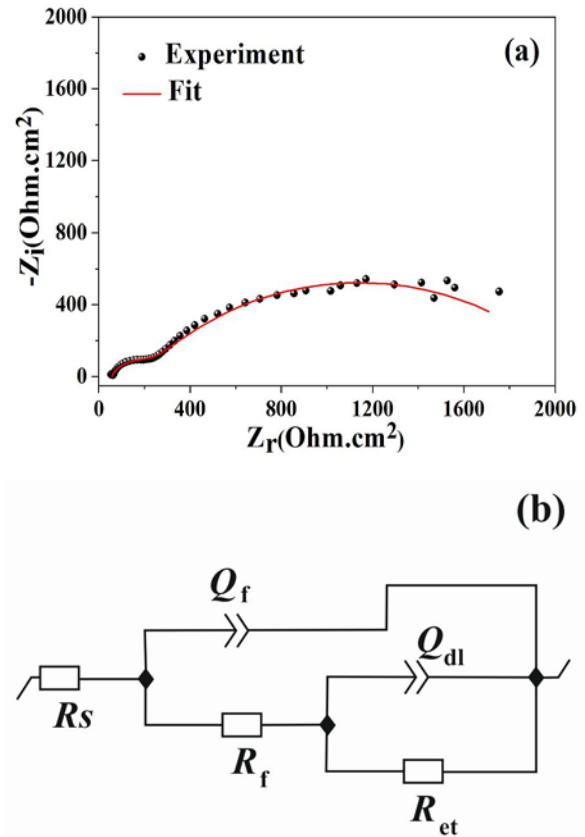 2000
(a)
Experiment
Fit
1600
1200
800
400
0
-Zi(Ohm.cm²)
0 400 800 1200 1600 2000
Zr(Ohm.cm²)
(b)
Qf
Qdl
Rs
Rf
Ret